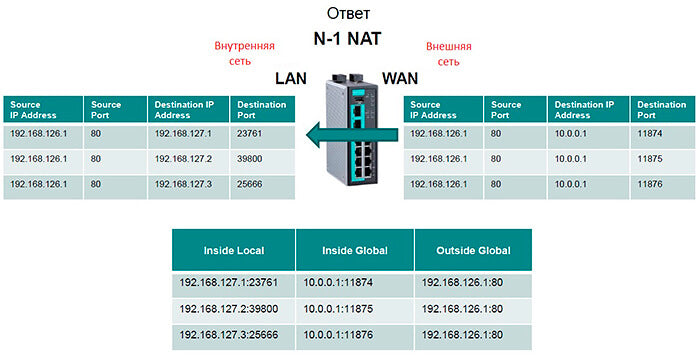 Ответ
N-1 NAT
Внутренняя
сеть
Внешняя
сеть
LAN
WAN
Source IP Address Source Port Destination IP Address Destination Port
192.168.126.1 80 192.168.127.1 23761
192.168.126.1 80 192.168.127.2 39800
192.168.126.1 80 192.168.127.3 25666
Source IP Address Source Port Destination IP Address Destination Port
192.168.126.1 80 10.0.0.1 11874
192.168.126.1 80 10.0.0.1 11875
192.168.126.1 80 10.0.0.1 11876
Inside Local Inside Global Outside Global
192.168.127.1:23761 10.0.0.1:11874 192.168.126.1:80
192.168.127.2:39800 10.0.0.1:11875 192.168.126.1:80
192.168.127.3:25666 10.0.0.1:11876 192.168.126.1:80